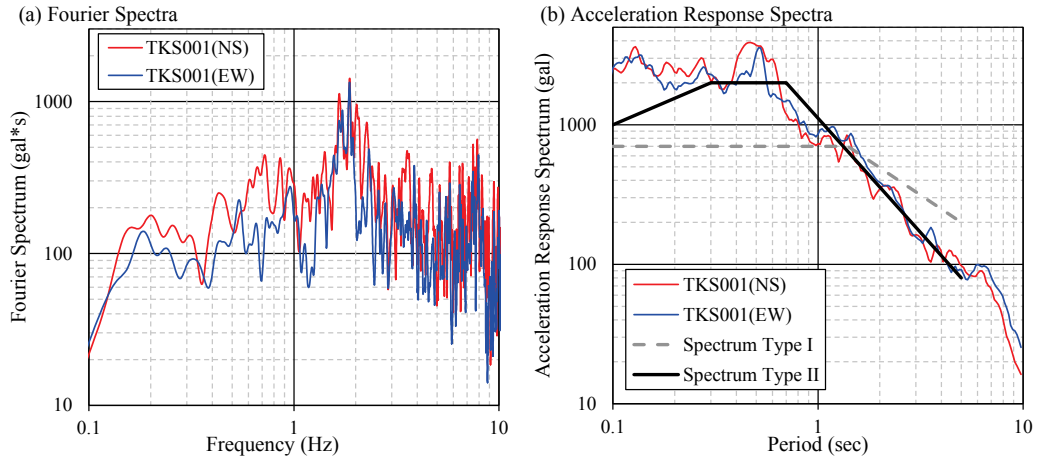 (a) Fourier Spectra
TKS001(NS)
TKS001(EW)
1000
100
10
0.1
1
10
Fourier Spectrum (gal*s)
Frequency (Hz)
(b) Acceleration Response Spectra
1000
100
10
0.1
1
10
TKS001(NS)
TKS001(EW)
Spectrum Type I
Spectrum Type II
Acceleration Response Spectrum (gal)
Period (sec)